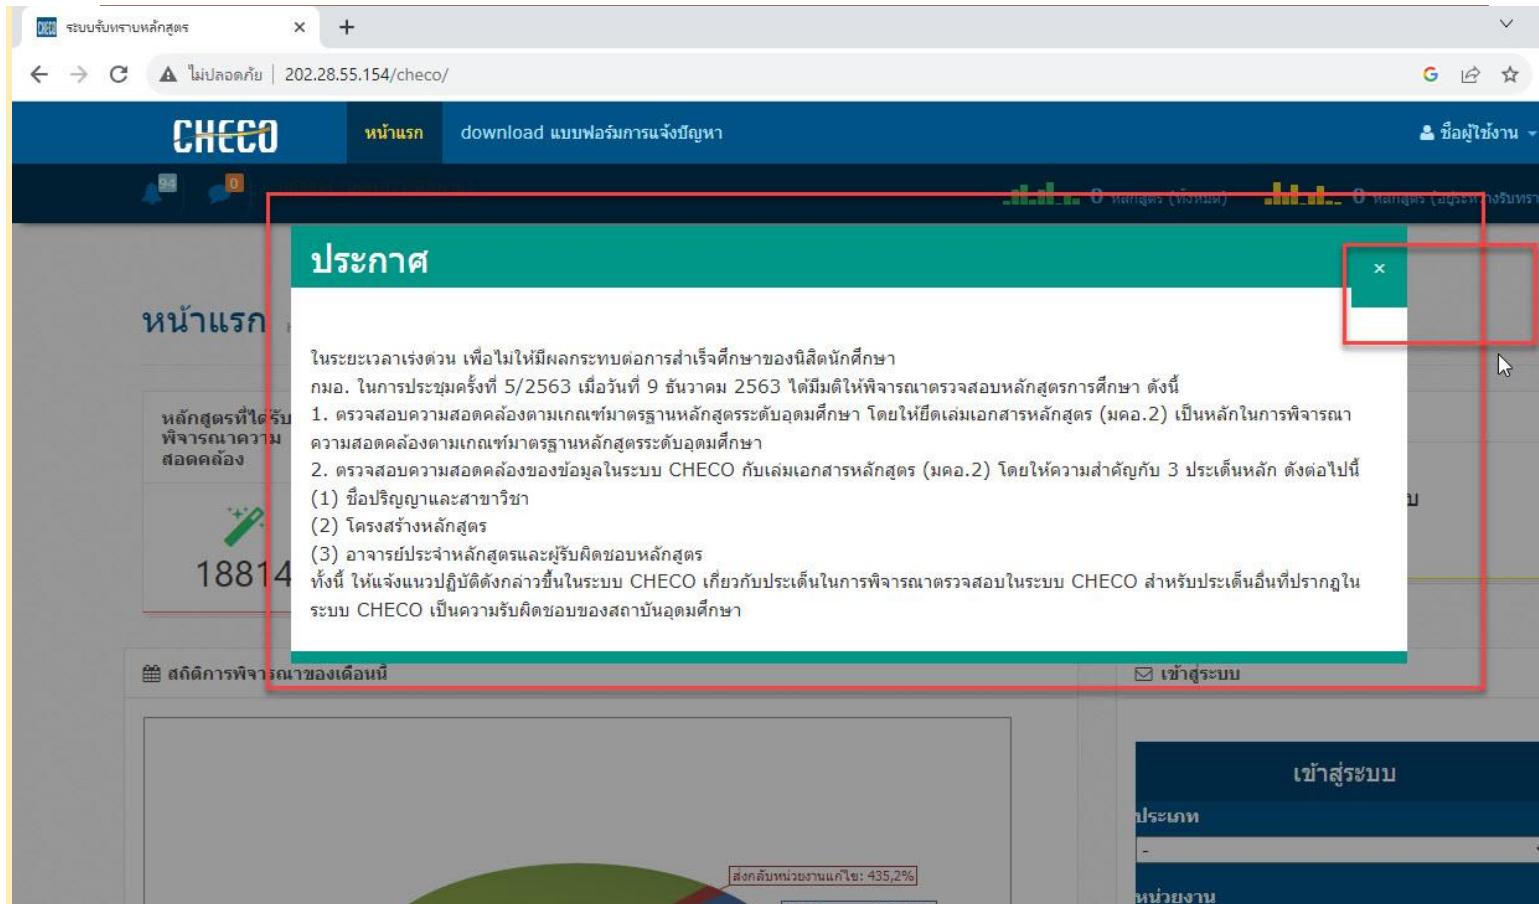 CHECO ระบบรับทราบหลักสูตร
ไม่ปลอดภัย 202.28.55.154/checo/
CHECO หน้าแรก download แบบฟอร์มการแจ้งปัญหา ชื่อผู้ใช้งาน
94 0 0 หลักสูตร (ทั้งหมด) 0 หลักสูตร (อยู่ระหว่างรับทรา
ประกาศ
×
หน้าแรก
ในระยะเวลาเร่งด่วน เพื่อไม่ให้มีผลกระทบต่อการสำเร็จศึกษาของนิสิตนักศึกษา
กมอ. ในการประชุมครั้งที่ 5/2563 เมื่อวันที่ 9 ธันวาคม 2563 ได้มีมติให้พิจารณาตรวจสอบหลักสูตรการศึกษา ดังนี้
1. ตรวจสอบความสอดคล้องตามเกณฑ์มาตรฐานหลักสูตรระดับอุดมศึกษา โดยให้ยึดเล่มเอกสารหลักสูตร (มคอ.2) เป็นหลักในการพิจารณา
ความสอดคล้องตามเกณฑ์มาตรฐานหลักสูตรระดับอุดมศึกษา
2. ตรวจสอบความสอดคล้องของข้อมูลในระบบ CHECO กับเล่มเอกสารหลักสูตร (มคอ.2) โดยให้ความสำคัญกับ 3 ประเด็นหลัก ดังต่อไปนี้
(1) ชื่อปริญญาและสาขาวิชา
(2) โครงสร้างหลักสูตร
(3) อาจารย์ประจำหลักสูตรและผู้รับผิดชอบหลักสูตร
ทั้งนี้ ให้แจ้งแนวปฏิบัติดังกล่าวขึ้นในระบบ CHECO เกี่ยวกับประเด็นในการพิจารณาตรวจสอบในระบบ CHECO สำหรับประเด็นอื่นที่ปรากฏใน
ระบบ CHECO เป็นความรับผิดชอบของสถาบันอุดมศึกษา
หลักสูตรที่ได้รับ
พิจารณาความ
สอดคล้อง
18814
สถิติการพิจารณาของเดือนนี้
ส่งกลับหน่วยงานแก้ไข: 435,2%
เข้าสู่ระบบ
เข้าสู่ระบบ
ประเภท
-
หน่วยงาน